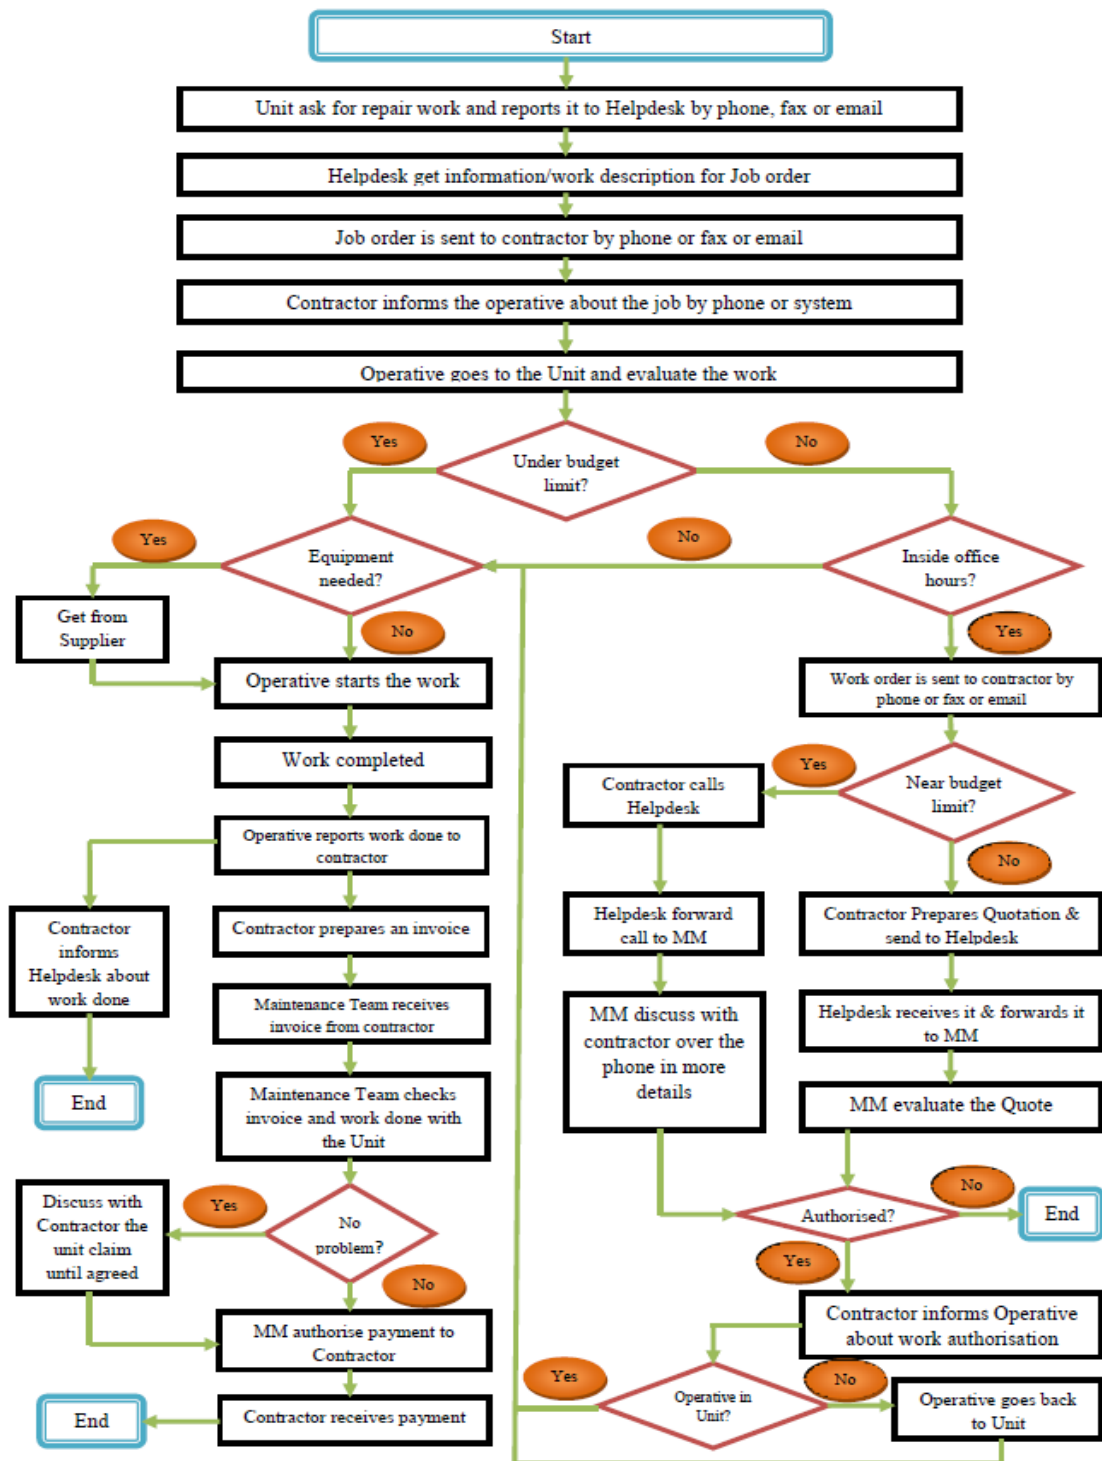 Start
Unit ask for repair work and reports it to Helpdesk by phone, fax or email
Helpdesk get information/work description for Job order
Job order is sent to contractor by phone or fax or email
Contractor informs the operative about the job by phone or system
Operative goes to the Unit and evaluate the work
Under budget
limit?
Yes
No
Equipment
needed?
Yes
No
Inside office
hours?
No
Yes
Get from
Supplier
Operative starts the work
Work order is sent to contractor by
phone or fax or email
Work completed
Near budget
limit?
Yes
No
Contractor calls
Helpdesk
Operative reports work done to
contractor
Contractor
informs
Helpdesk about
work done
Contractor prepares an invoice
Helpdesk forward
call to MM
Contractor Prepares Quotation &
send to Helpdesk
Maintenance Team receives
invoice from contractor
MM discuss with
contractor over the
phone in more
details
Helpdesk receives it & forwards it
to MM
End
Maintenance Team checks
invoice and work done with
the Unit
MM evaluate the Quote
Discuss with
Contractor the
unit claim
until agreed
Yes
No
problem?
No
Authorised?
No
End
Yes
MM authorise payment to
Contractor
Contractor informs Operative
about work authorisation
End
Contractor receives payment
Yes
Operative in
Unit?
No
Operative goes back
to Unit